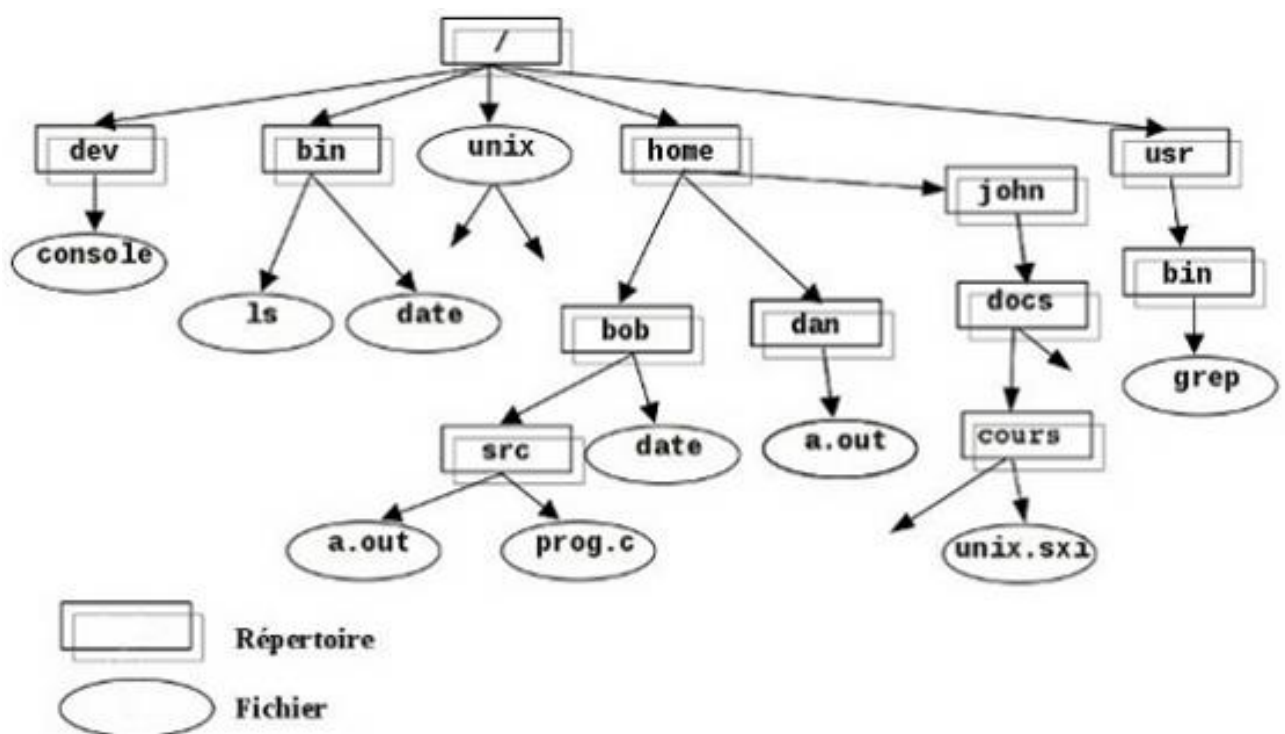 /
dev
bin
unix
home
usr
john
console
ls
date
bob
dan
docs
bin
grep
src
date
a.out
cours
a.out
prog.c
unix.sxi
Répertoire
Fichier